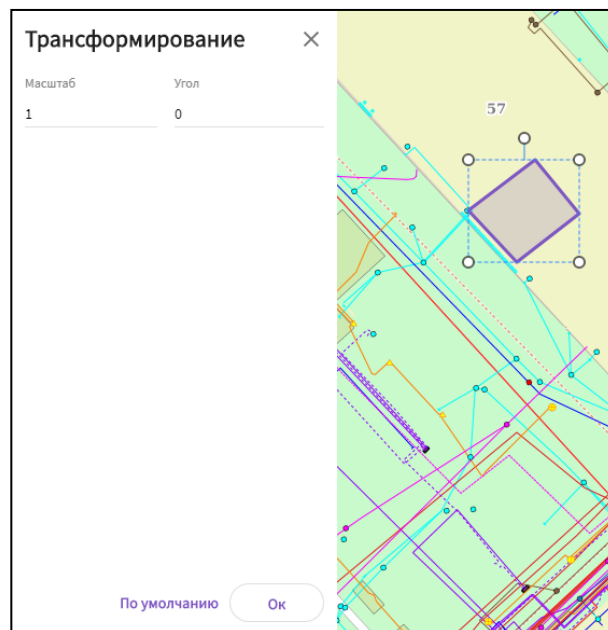 Трансформирование
Масштаб Угол
1 0
57
По умолчанию Ок